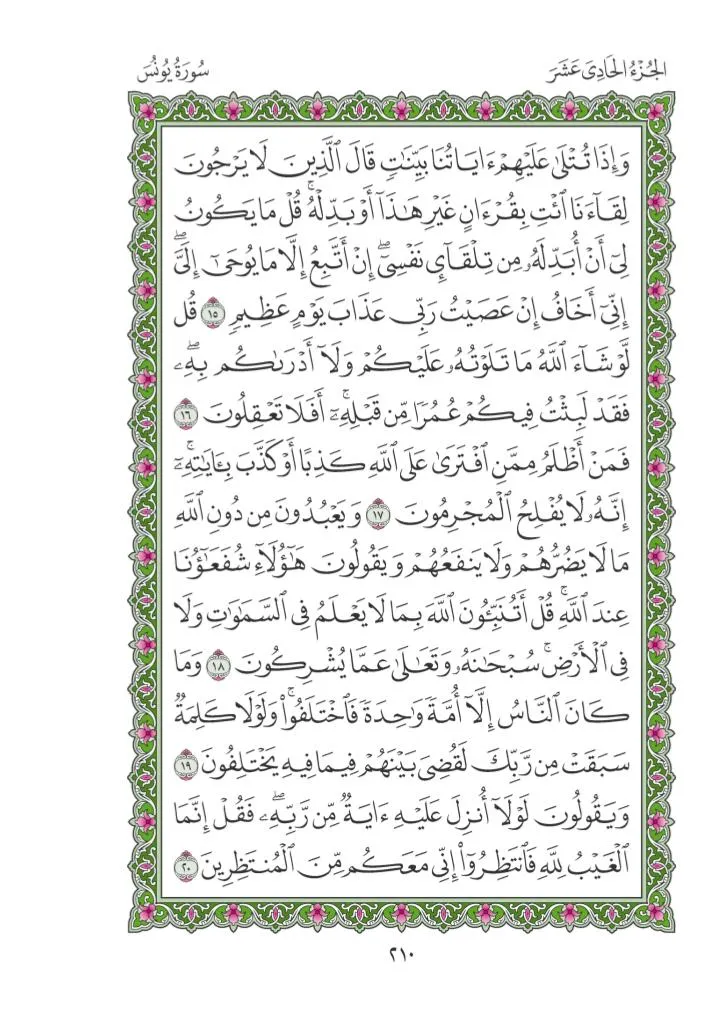 الجُزْءُ الحَادِيَ عَشَرَ
سُورَةُ يُونُسَ
وَإِذَا تُتْلَىٰ عَلَيْهِمْ ءَايَاتُنَا بَيِّنَٰتٍ قَالَ ٱلَّذِينَ لَا يَرْجُونَ
لِقَآءَنَا ٱئْتِ بِقُرْءَانٍ غَيْرِ هَٰذَآ أَوْ بَدِّلْهُ ۚ قُلْ مَا يَكُونُ
لِىٓ أَنْ أُبَدِّلَهُۥ مِن تِلْقَآئِ نَفْسِىٓ ۖ إِنْ أَتَّبِعُ إِلَّا مَا يُوحَىٰٓ إِلَىَّ ۖ
إِنِّىٓ أَخَافُ إِنْ عَصَيْتُ رَبِّى عَذَابَ يَوْمٍ عَظِيمٍ ١٥ قُل
لَّوْ شَآءَ ٱللَّهُ مَا تَلَوْتُهُۥ عَلَيْكُمْ وَلَآ أَدْرَىٰكُم بِهِۦ ۖ
فَقَدْ لَبِثْتُ فِيكُمْ عُمُرًا مِّن قَبْلِهِۦٓ ۚ أَفَلَا تَعْقِلُونَ ١٦
فَمَنْ أَظْلَمُ مِمَّنِ ٱفْتَرَىٰ عَلَى ٱللَّهِ كَذِبًا أَوْ كَذَّبَ بِـَٔايَٰتِهِۦٓ ۚ
إِنَّهُۥ لَا يُفْلِحُ ٱلْمُجْرِمُونَ ١٧ وَيَعْبُدُونَ مِن دُونِ ٱللَّهِ
مَا لَا يَضُرُّهُمْ وَلَا يَنفَعُهُمْ وَيَقُولُونَ هَٰٓؤُلَآءِ شُفَعَٰٓؤُنَا
عِندَ ٱللَّهِ ۚ قُلْ أَتُنَبِّـُٔونَ ٱللَّهَ بِمَا لَا يَعْلَمُ فِى ٱلسَّمَٰوَٰتِ وَلَا
فِى ٱلْأَرْضِ ۚ سُبْحَٰنَهُۥ وَتَعَٰلَىٰ عَمَّا يُشْرِكُونَ ١٨ وَمَا
كَانَ ٱلنَّاسُ إِلَّآ أُمَّةً وَٰحِدَةً فَٱخْتَلَفُوا۟ ۚ وَلَوْلَا كَلِمَةٌ
سَبَقَتْ مِن رَّبِّكَ لَقُضِىَ بَيْنَهُمْ فِيمَا فِيهِ يَخْتَلِفُونَ ١٩
وَيَقُولُونَ لَوْلَآ أُنزِلَ عَلَيْهِ ءَايَةٌ مِّن رَّبِّهِۦ ۖ فَقُلْ إِنَّمَا
ٱلْغَيْبُ لِلَّهِ فَٱنتَظِرُوٓا۟ إِنِّى مَعَكُم مِّنَ ٱلْمُنتَظِرِينَ ٢٠
٢١٠